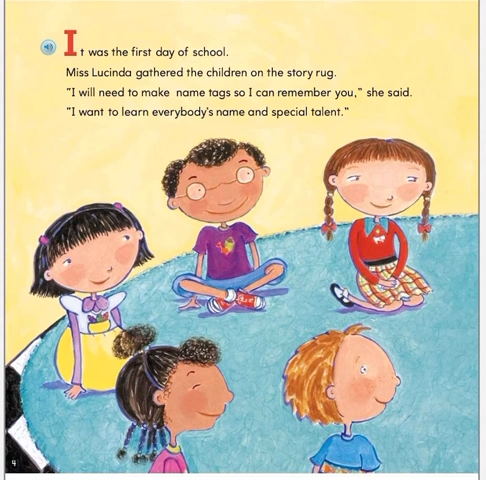 It was the first day of school.
Miss Lucinda gathered the children on the story rug.
“I will need to make name tags so I can remember you,” she said.
“I want to learn everybody’s name and special talent.”
4